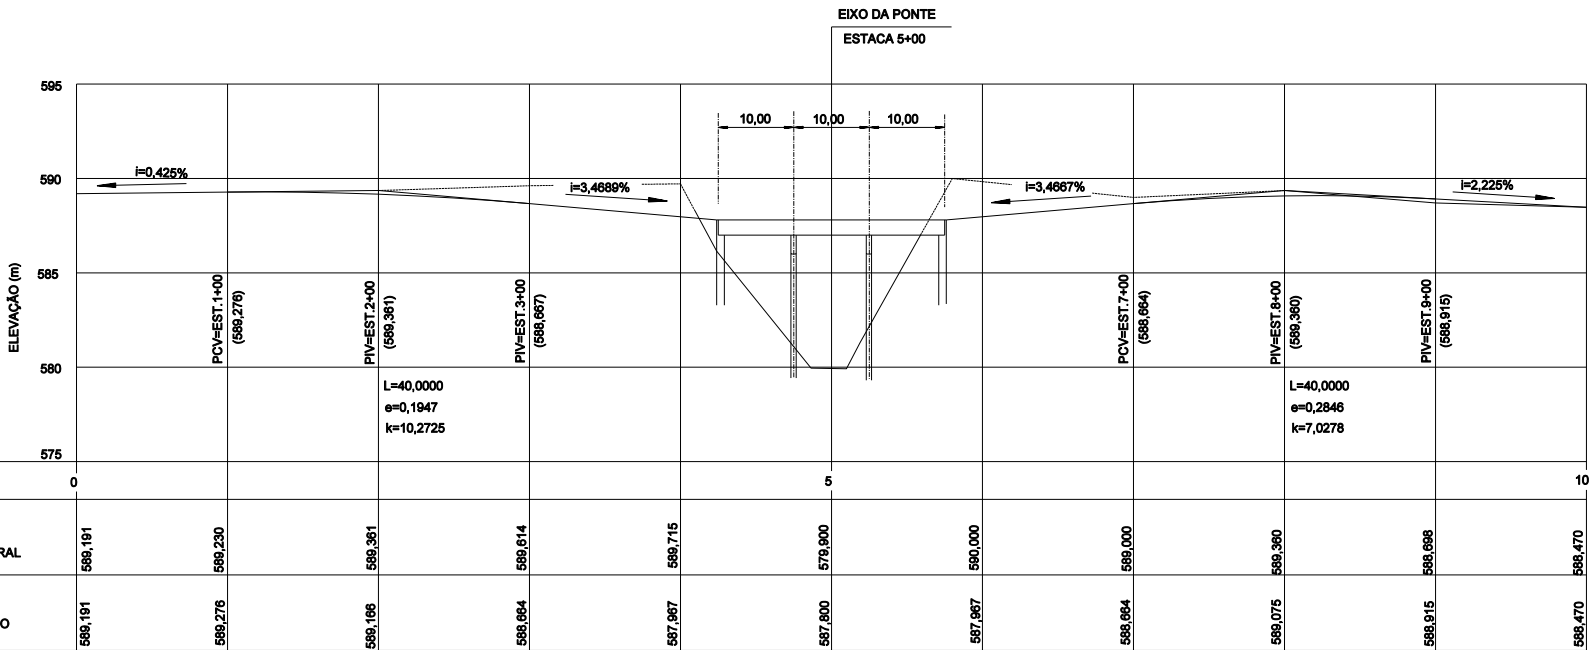 EIXO DA PONTE
ESTACA 5+00
595
10,00
10,00
10,00
i=0,425%
590
i=3,4689%
i=3,4667%
i=2,225%
ELEVAÇÃO (m)
585
PCV=EST.1+00
(589,276)
PIV=EST.2+00
(589,361)
PIV=EST.3+00
(588,667)
PCV=EST.7+00
(588,664)
PIV=EST.8+00
(589,360)
PIV=EST.9+00
(588,915)
580
L=40,0000
e=0,1947
k=10,2725
L=40,0000
e=0,2846
k=7,0278
575
0
5
10
RAL
589,191
589,230
589,361
589,614
589,715
579,900
590,000
589,000
589,360
588,698
588,470
O
589,191
589,276
589,166
588,664
587,967
587,800
587,967
588,664
589,075
588,915
588,470